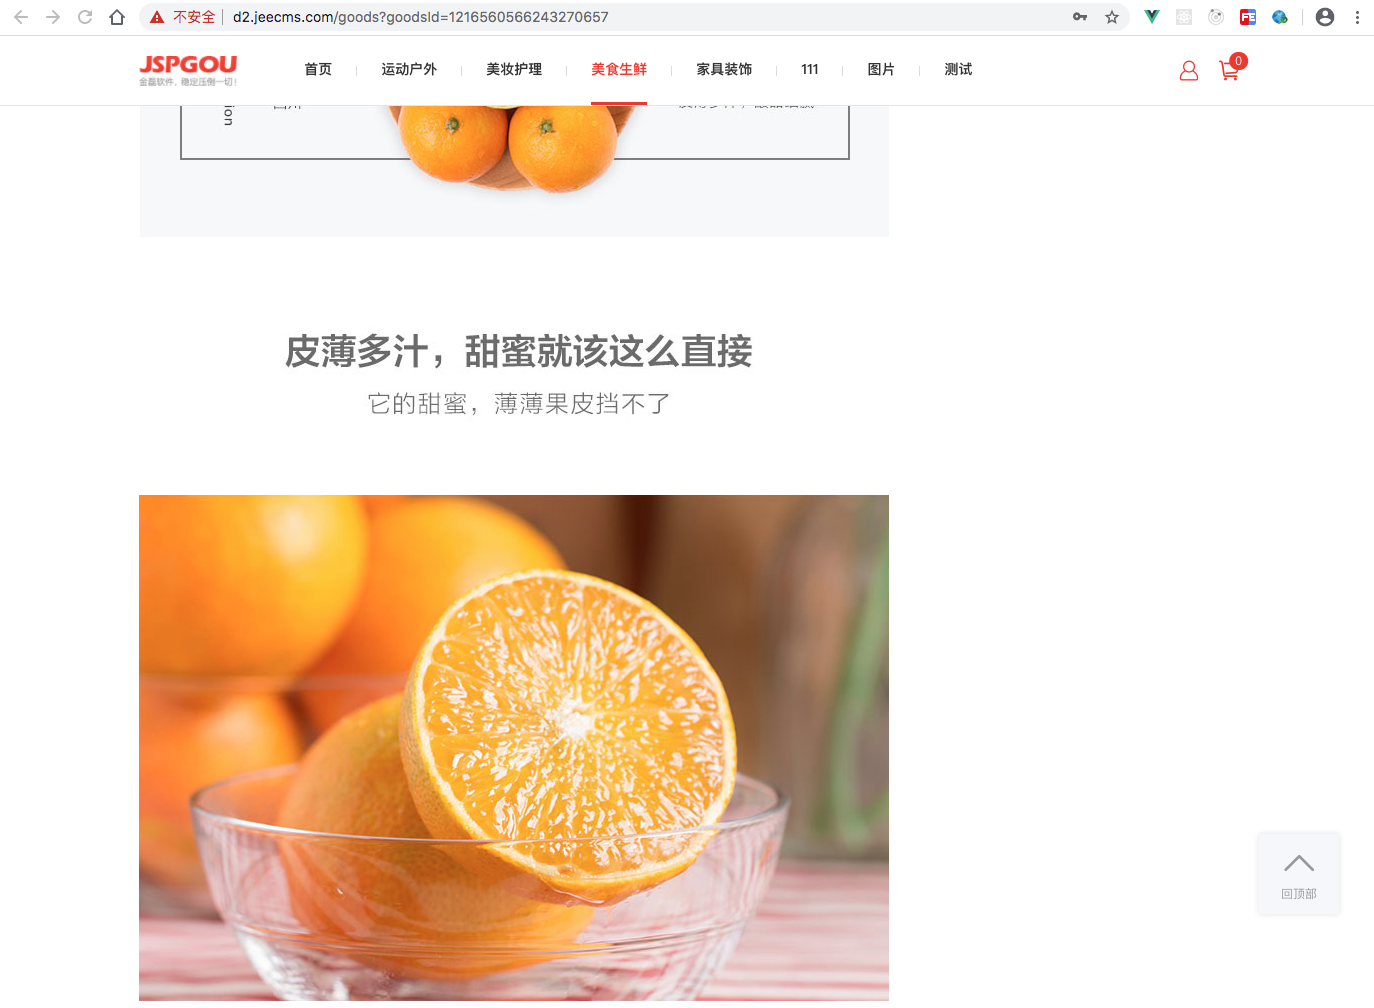 不安全 d2.jeecms.com/goods?goodsId=1216560566243270657
JSPGOU
金磊软件，稳定压倒一切！
首页 运动户外 美妆护理 美食生鲜 家具装饰 111 图片 测试
0
ion
皮薄多汁，甜蜜就该这么直接
它的甜蜜，薄薄果皮挡不了
回顶部